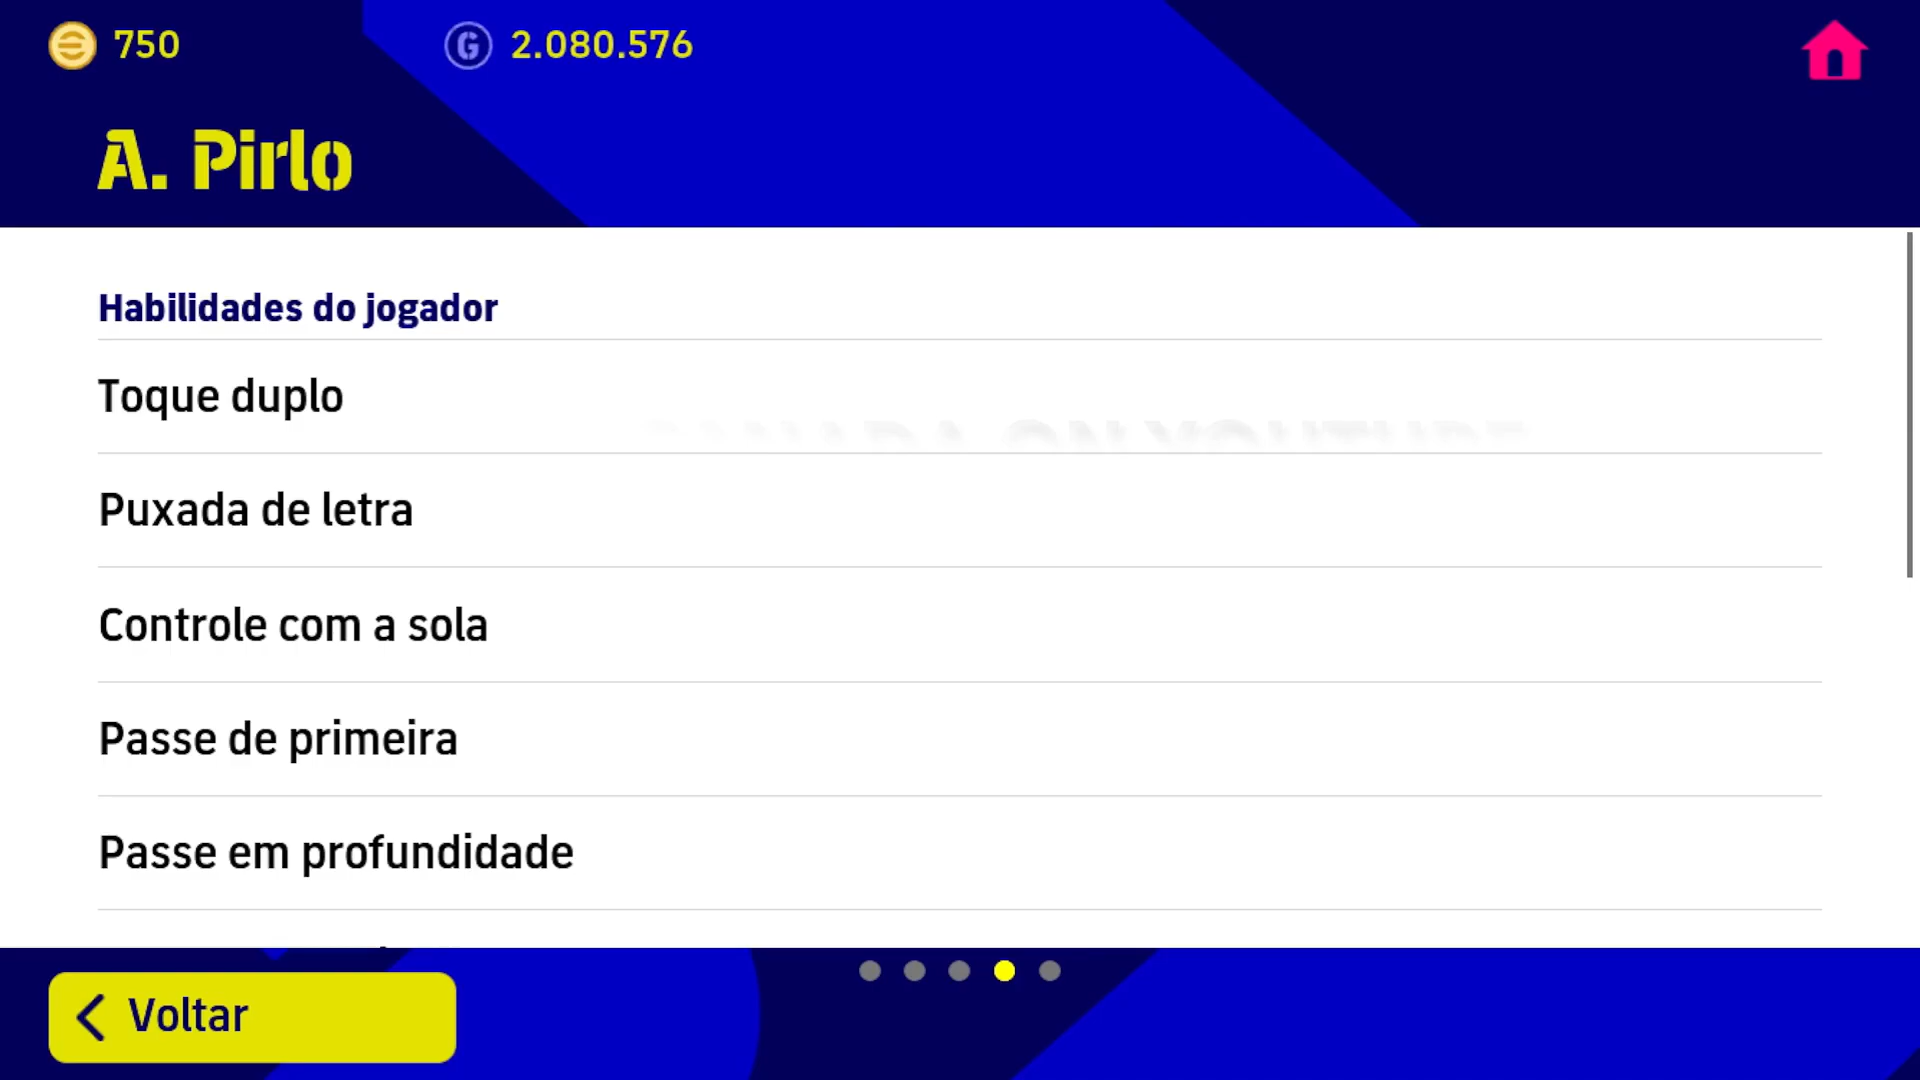 750
2.080.576
A. Pirlo
Habilidades do jogador
Toque duplo
Puxada de letra
Controle com a sola
Passe de primeira
Passe em profundidade
Voltar